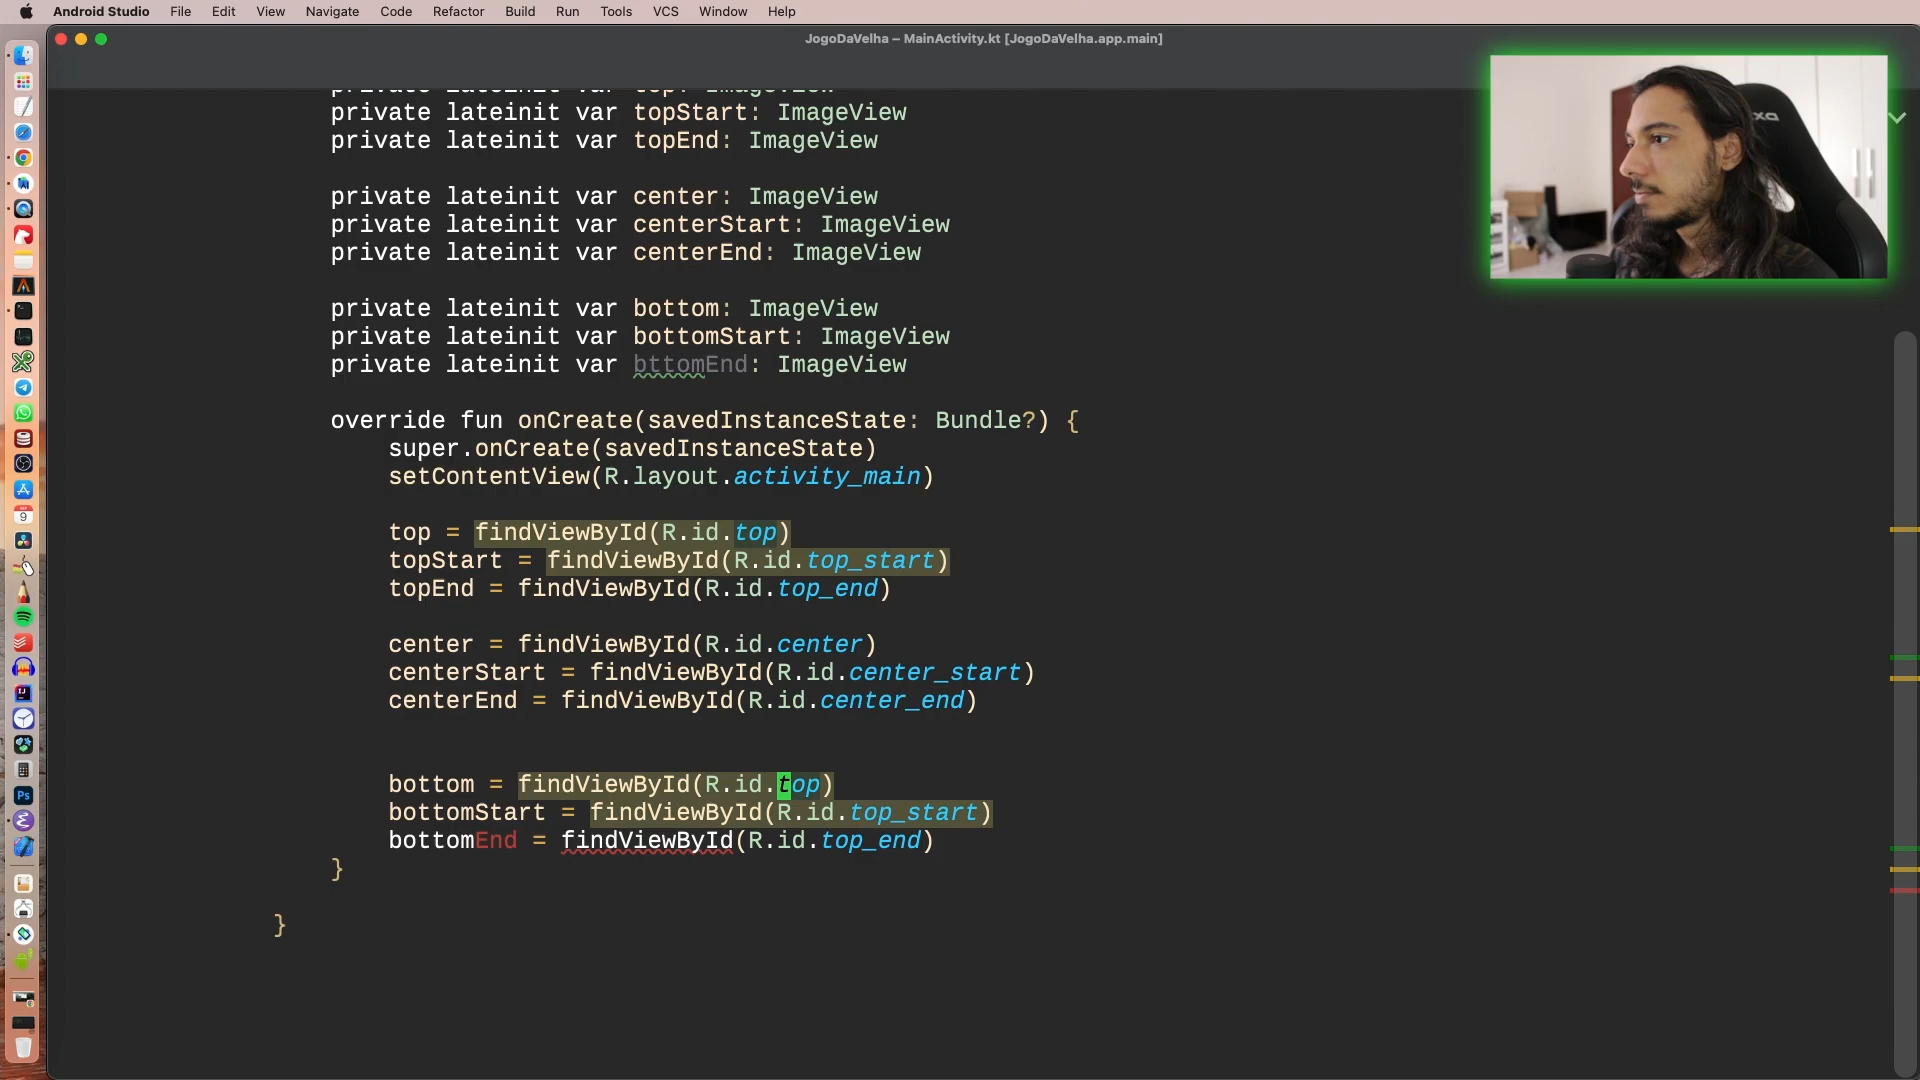 Android Studio File Edit View Navigate Code Refactor Build Run Tools VCS Window Help
JogoDaVelha – MainActivity.kt [JogoDaVelha.app.main]
private lateinit var top: ImageView
private lateinit var topStart: ImageView
private lateinit var topEnd: ImageView
private lateinit var center: ImageView
private lateinit var centerStart: ImageView
private lateinit var centerEnd: ImageView
private lateinit var bottom: ImageView
private lateinit var bottomStart: ImageView
private lateinit var bttomEnd: ImageView
override fun onCreate(savedInstanceState: Bundle?) {
super.onCreate(savedInstanceState)
setContentView(R.layout.activity_main)
top = findViewById(R.id.top)
topStart = findViewById(R.id.top_start)
topEnd = findViewById(R.id.top_end)
center = findViewById(R.id.center)
centerStart = findViewById(R.id.center_start)
centerEnd = findViewById(R.id.center_end)
bottom = findViewById(R.id.top)
bottomStart = findViewById(R.id.top_start)
bottomEnd = findViewById(R.id.top_end)
}
}